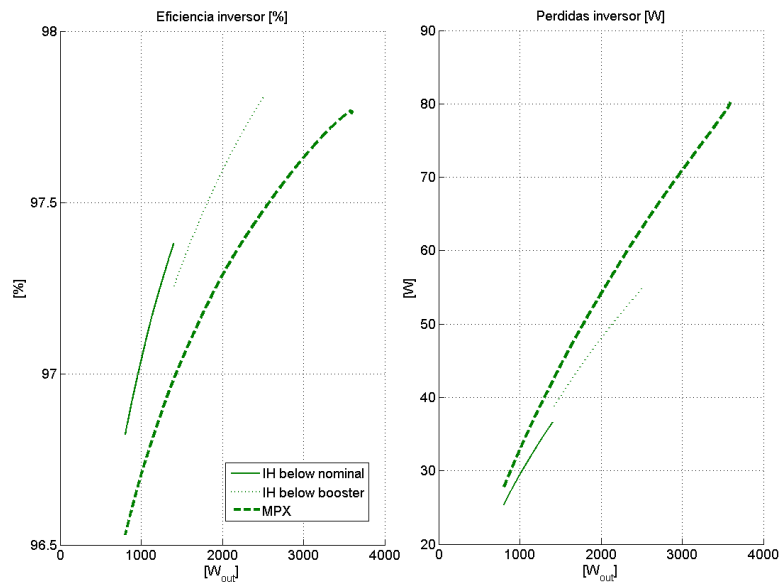 Eficiencia inversor [%]
98
97.5
97
96.5
[%]
0
1000
2000
3000
4000
[W_out]
IH below nominal
IH below booster
MPX
Perdidas inversor [W]
90
80
70
60
50
40
30
20
[W]
0
1000
2000
3000
4000
[W_out]